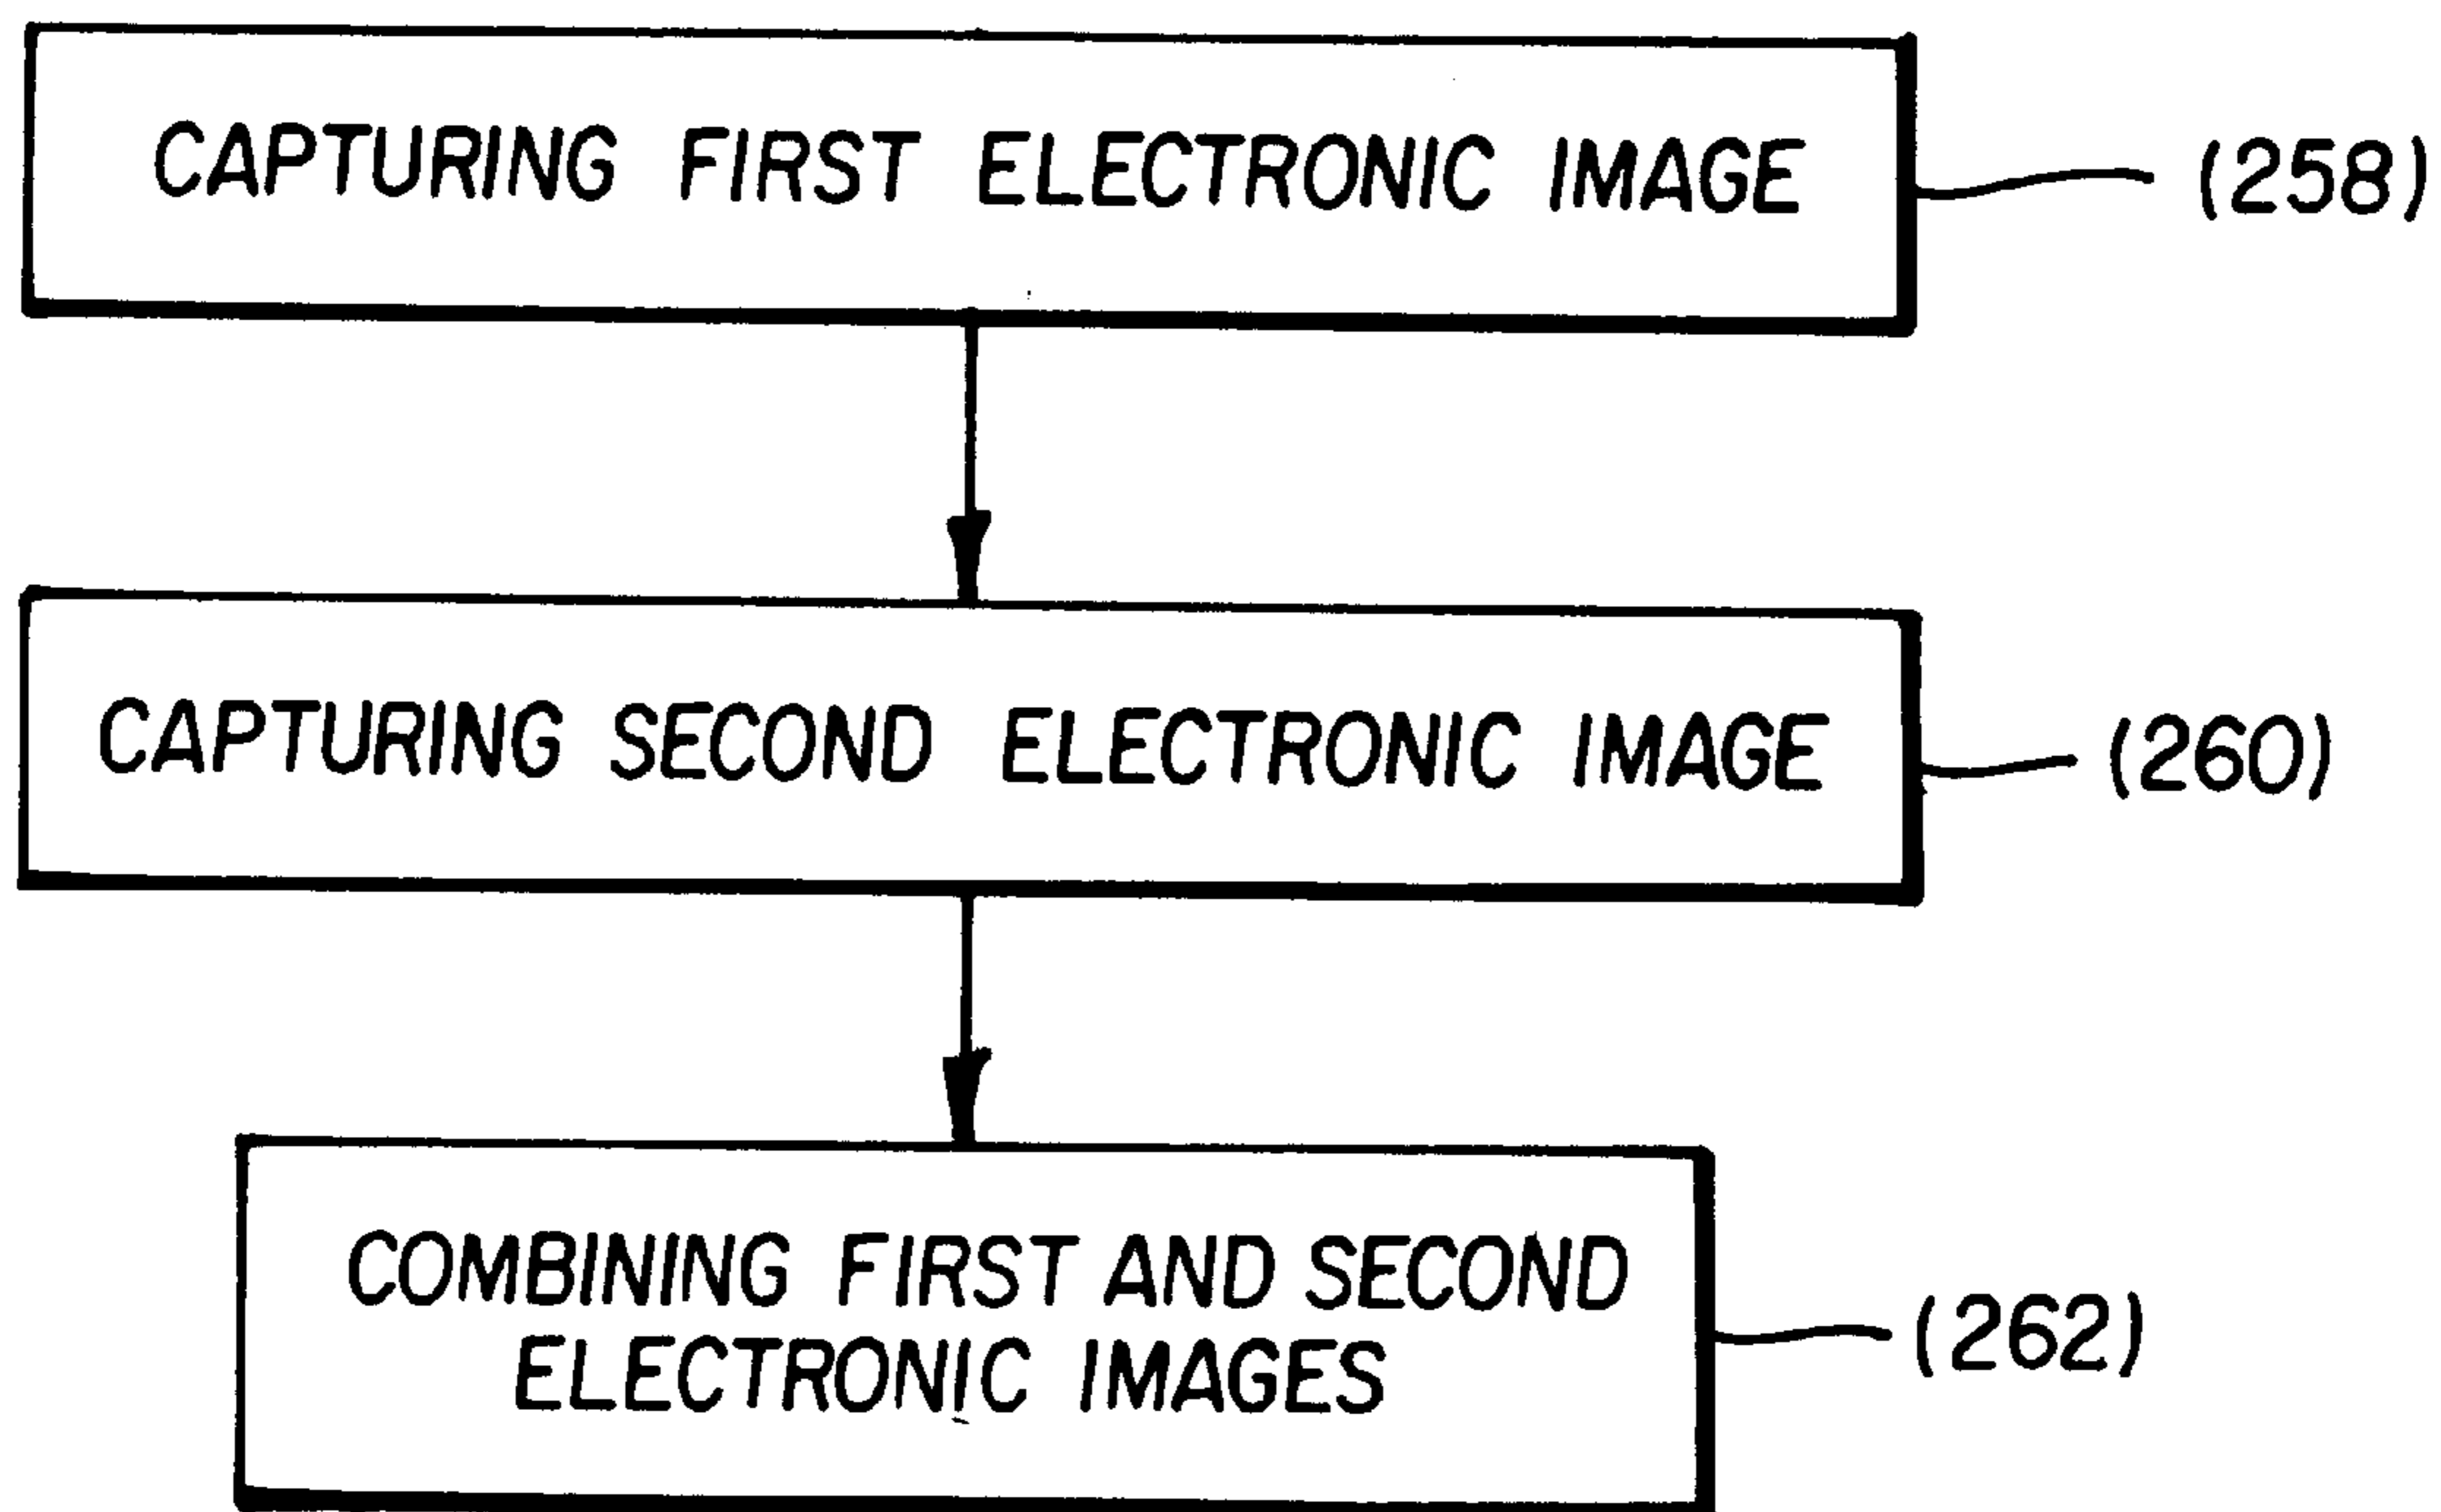 CAPTURING FIRST ELECTRONIC IMAGE (258)
CAPTURING SECOND ELECTRONIC IMAGE (260)
COMBINING FIRST AND SECOND
ELECTRONIC IMAGES
(262)